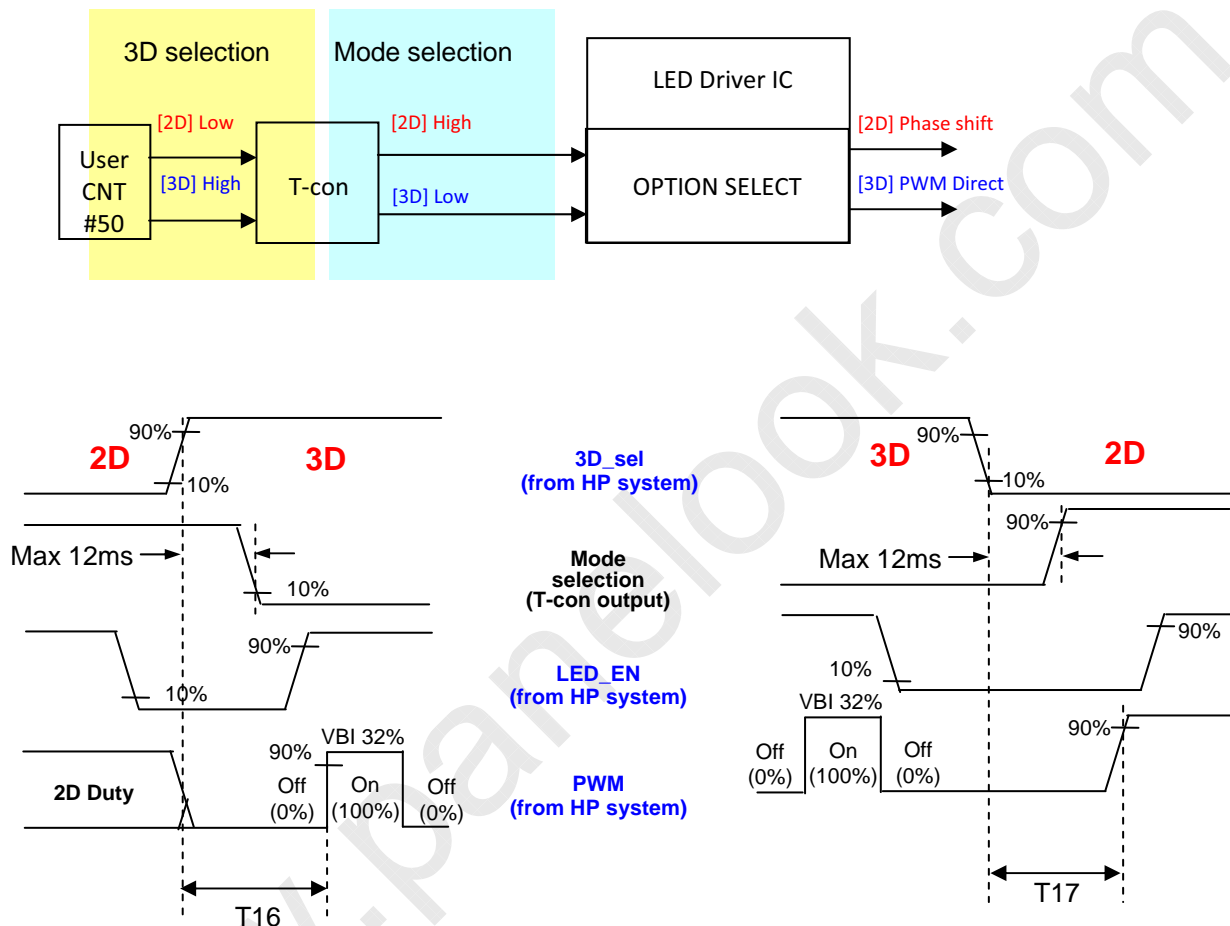 3D selection
Mode selection
LED Driver IC
[2D] Low
[2D] High
[2D] Phase shift
User
CNT
#50
[3D] High
T-con
[3D] Low
OPTION SELECT
[3D] PWM Direct
90%
2D
3D
10%
3D_sel
(from HP system)
90%
3D
2D
10%
Max 12ms
10%
Mode
selection
(T-con output)
90%
Max 12ms
90%
10%
LED_EN
(from HP system)
10%
90%
2D Duty
90%
VBI 32%
Off
(0%)
On
(100%)
Off
(0%)
PWM
(from HP system)
VBI 32%
Off
(0%)
On
(100%)
Off
(0%)
90%
T16
T17
.panelook.com